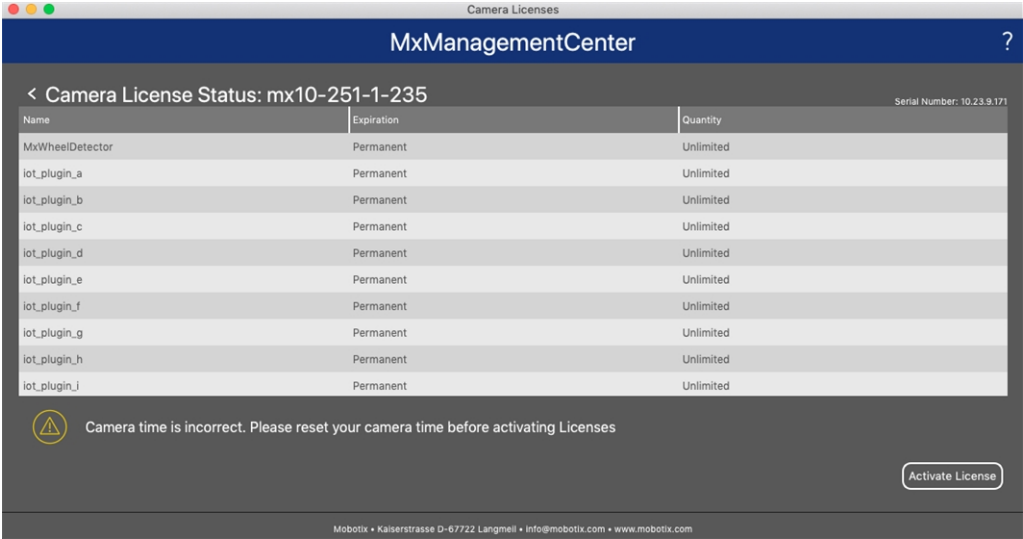 Camera Licenses
MxManagementCenter
?
< Camera License Status: mx10-251-1-235
Serial Number: 10.23.9.171
Name Expiration Quantity
MxWheelDetector Permanent Unlimited
iot_plugin_a Permanent Unlimited
iot_plugin_b Permanent Unlimited
iot_plugin_c Permanent Unlimited
iot_plugin_d Permanent Unlimited
iot_plugin_e Permanent Unlimited
iot_plugin_f Permanent Unlimited
iot_plugin_g Permanent Unlimited
iot_plugin_h Permanent Unlimited
iot_plugin_i Permanent Unlimited
Camera time is incorrect. Please reset your camera time before activating Licenses
Activate License
Mobotix • Kaiserstrasse D-67722 Langmeil • info@mobotix.com • www.mobotix.com